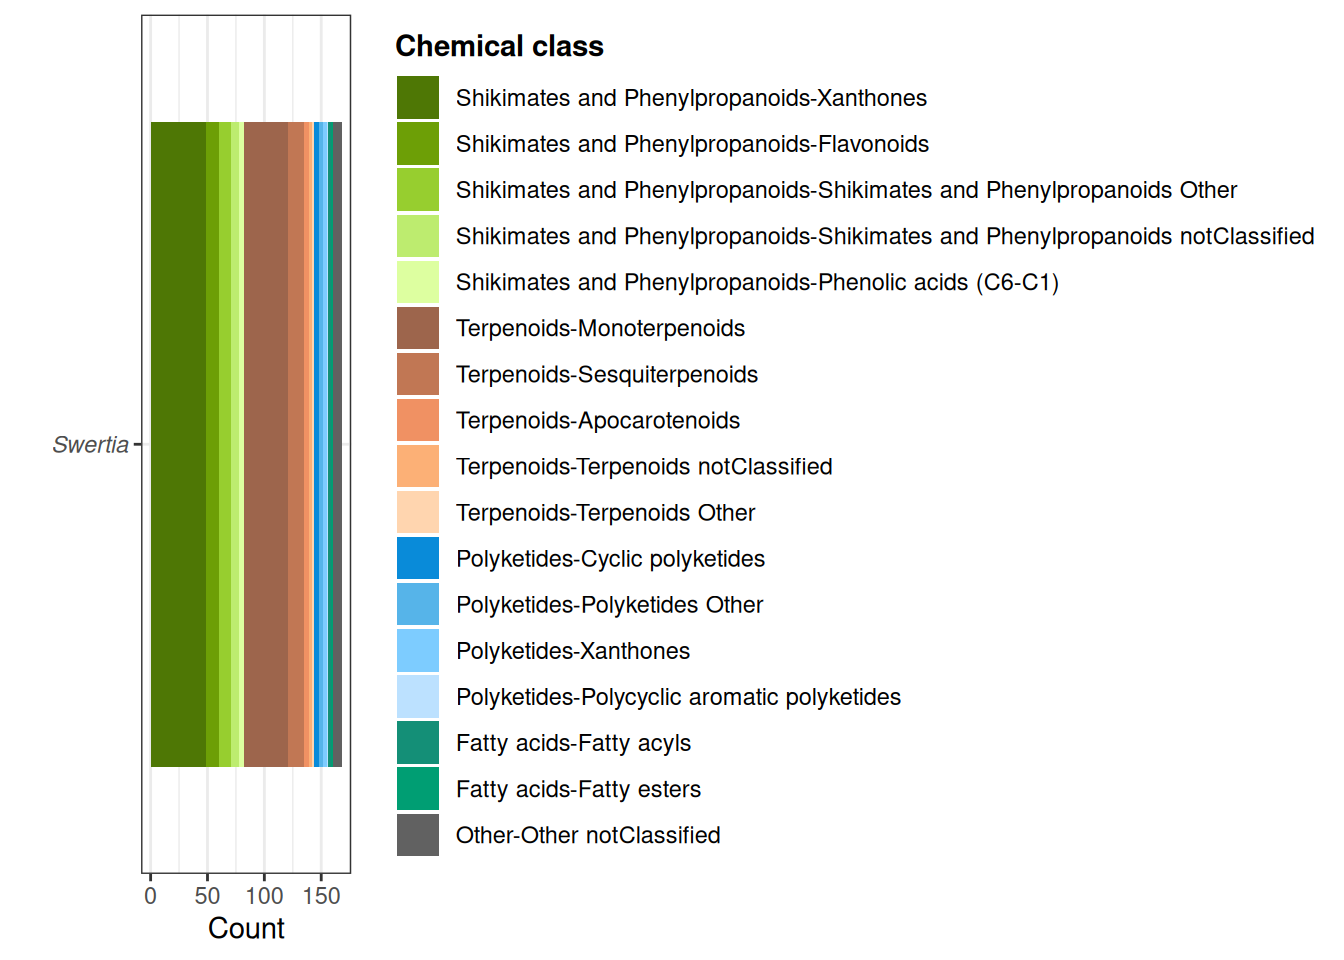 Chemical class
Shikimates and Phenylpropanoids-Xanthones
Shikimates and Phenylpropanoids-Flavonoids
Shikimates and Phenylpropanoids-Shikimates and Phenylpropanoids Other
Shikimates and Phenylpropanoids-Shikimates and Phenylpropanoids notClassified
Shikimates and Phenylpropanoids-Phenolic acids (C6-C1)
Terpenoids-Monoterpenoids
Terpenoids-Sesquiterpenoids
Terpenoids-Apocarotenoids
Terpenoids-Terpenoids notClassified
Terpenoids-Terpenoids Other
Polyketides-Cyclic polyketides
Polyketides-Polyketides Other
Polyketides-Xanthones
Polyketides-Polycyclic aromatic polyketides
Fatty acids-Fatty acyls
Fatty acids-Fatty esters
Other-Other notClassified
Swertia
0 50 100 150
Count